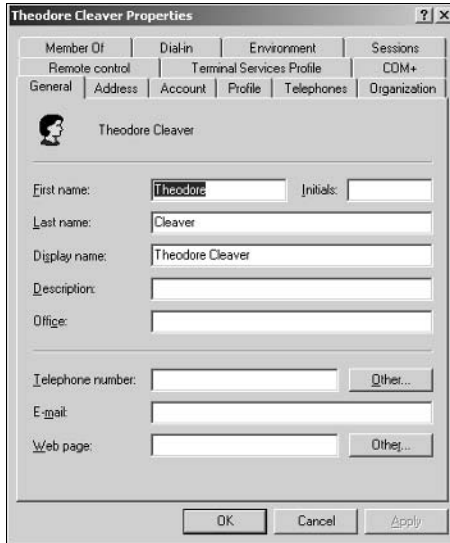 Theodore Cleaver Properties
Member Of Dial-in Environment Sessions
Remote control Terminal Services Profile COM+
General Address Account Profile Telephones Organization
Theodore Cleaver
First name: Theodore Initials:
Last name: Cleaver
Display name: Theodore Cleaver
Description:
Office:
Telephone number: Other...
E-mail:
Web page: Other...
OK Cancel Apply